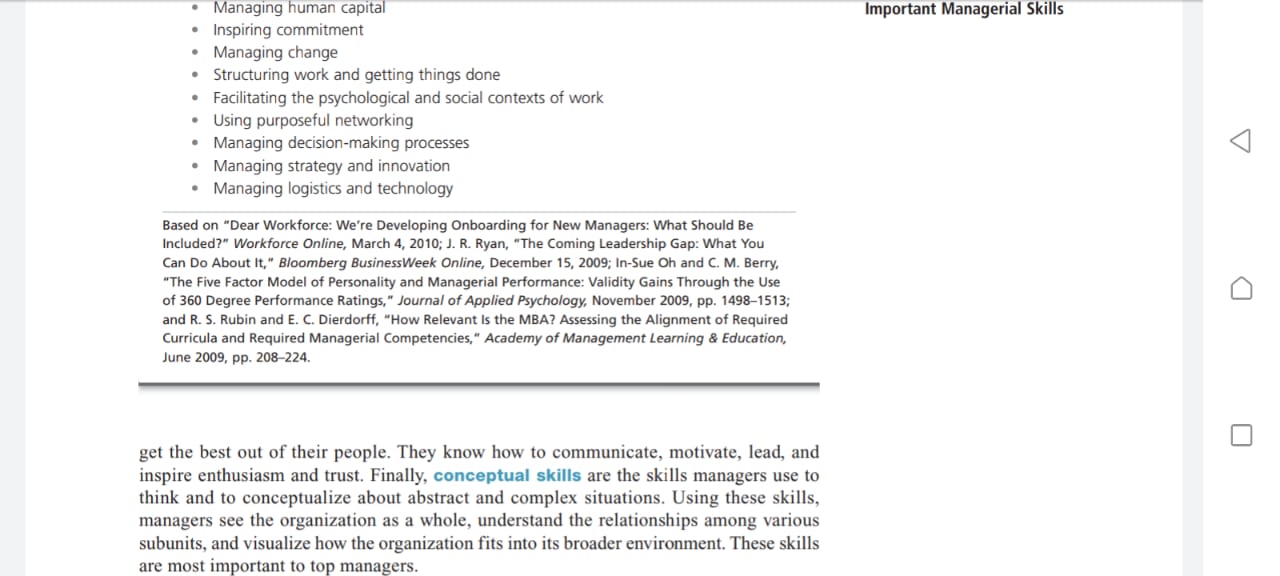 • Managing human capital
Important Managerial Skills
• Inspiring commitment
• Managing change
• Structuring work and getting things done
• Facilitating the psychological and social contexts of work
• Using purposeful networking
• Managing decision-making processes
• Managing strategy and innovation
• Managing logistics and technology
Based on “Dear Workforce: We’re Developing Onboarding for New Managers: What Should Be
Included?” Workforce Online, March 4, 2010; J. R. Ryan, “The Coming Leadership Gap: What You
Can Do About It,” Bloomberg BusinessWeek Online, December 15, 2009; In-Sue Oh and C. M. Berry,
“The Five Factor Model of Personality and Managerial Performance: Validity Gains Through the Use
of 360 Degree Performance Ratings,” Journal of Applied Psychology, November 2009, pp. 1498–1513;
and R. S. Rubin and E. C. Dierdorff, “How Relevant Is the MBA? Assessing the Alignment of Required
Curricula and Required Managerial Competencies,” Academy of Management Learning & Education,
June 2009, pp. 208–224.
get the best out of their people. They know how to communicate, motivate, lead, and
inspire enthusiasm and trust. Finally, conceptual skills are the skills managers use to
think and to conceptualize about abstract and complex situations. Using these skills,
managers see the organization as a whole, understand the relationships among various
subunits, and visualize how the organization fits into its broader environment. These skills
are most important to top managers.